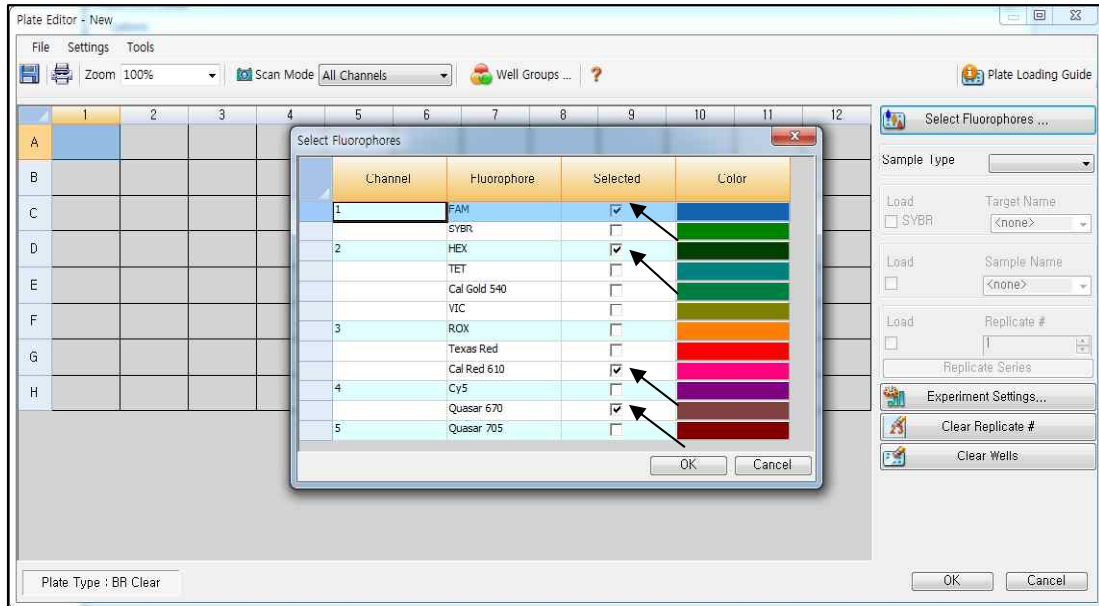 Plate Editor - New
File Settings Tools
Zoom 100% Scan Mode All Channels Well Groups ... ? Plate Loading Guide
1 2 3 4 5 6 7 8 9 10 11 12
A
B
C
D
E
F
G
H
Select Fluorophores
Channel Fluorophore Selected Color
1 FAM
SYBR
2 HEX
TET
Cal Gold 540
VIC
3 ROX
Texas Red
Cal Red 610
4 Cy5
Quasar 670
5 Quasar 705
OK Cancel
Select Fluorophores ...
Sample Type
Load Target Name
SYBR <none>
Load Sample Name
<none>
Load Replicate #
1
Replicate Series
Experiment Settings...
Clear Replicate #
Clear Wells
Plate Type : BR Clear
OK Cancel